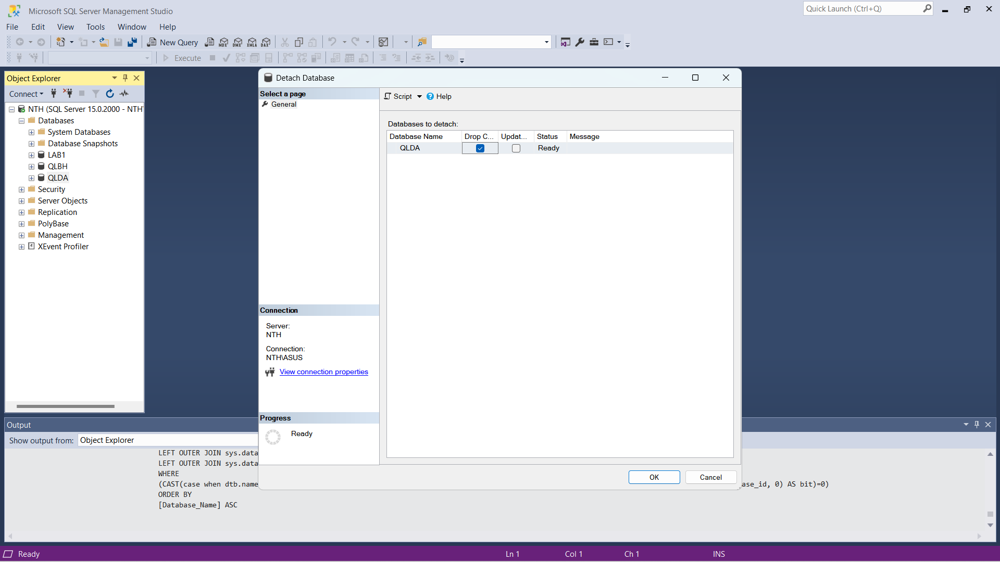 Microsoft SQL Server Management Studio
Quick Launch (Ctrl+Q)
File Edit View Tools Window Help
New Query MDX DMX XMLA DAX
Execute
Object Explorer
Connect
NTH (SQL Server 15.0.2000 - NTH
Databases
System Databases
Database Snapshots
LAB1
QLBH
QLDA
Security
Server Objects
Replication
PolyBase
Management
XEvent Profiler
Detach Database
Select a page
General
Script Help
Databases to detach:
Database Name Drop C... Updat... Status Message
QLDA Ready
Connection
Server:
NTH
Connection:
NTH\ASUS
View connection properties
Progress
Ready
OK Cancel
Output
Show output from: Object Explorer
LEFT OUTER JOIN sys.data
LEFT OUTER JOIN sys.data
WHERE
(CAST(case when dtb.name ase_id, 0) AS bit)=0)
ORDER BY
[Database_Name] ASC
Ready Ln 1 Col 1 Ch 1 INS